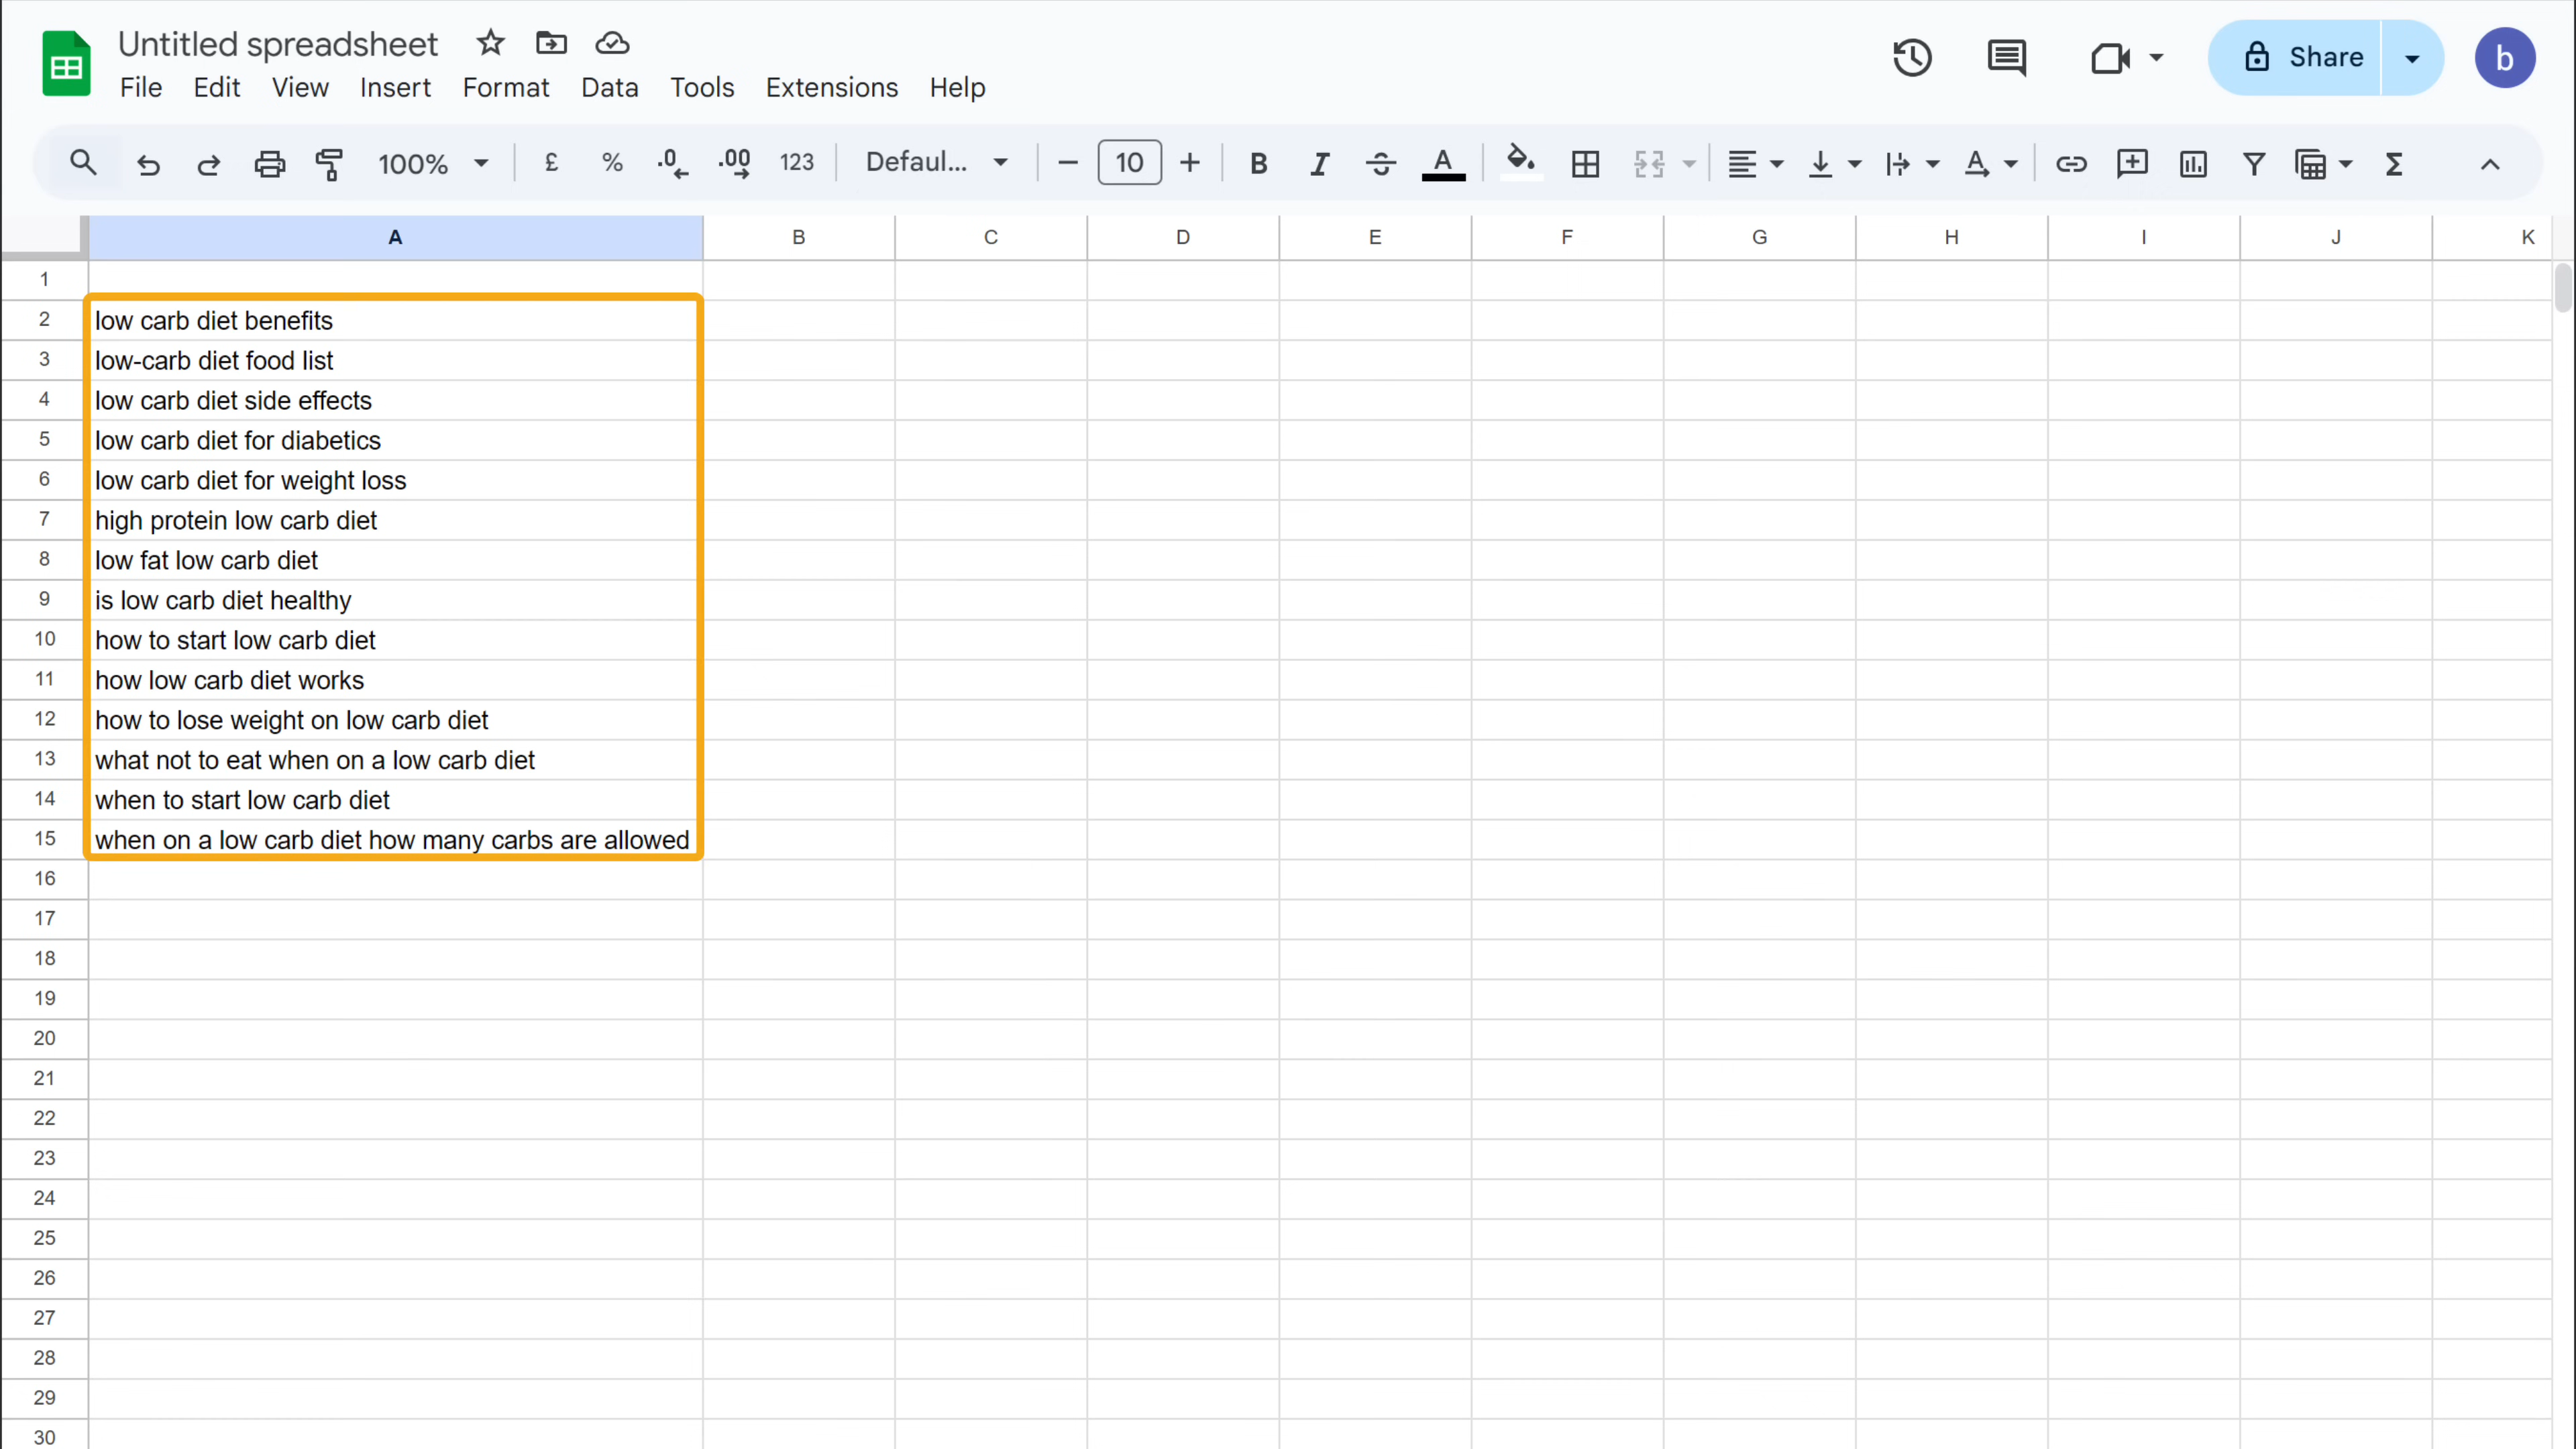 Untitled spreadsheet
File Edit View Insert Format Data Tools Extensions Help
Share
b
100% £ % .0 .00 123 Defaul... 10 B I A A Σ
A B C D E F G H I J K
1
2 low carb diet benefits
3 low-carb diet food list
4 low carb diet side effects
5 low carb diet for diabetics
6 low carb diet for weight loss
7 high protein low carb diet
8 low fat low carb diet
9 is low carb diet healthy
10 how to start low carb diet
11 how low carb diet works
12 how to lose weight on low carb diet
13 what not to eat when on a low carb diet
14 when to start low carb diet
15 when on a low carb diet how many carbs are allowed
16
17
18
19
20
21
22
23
24
25
26
27
28
29
30